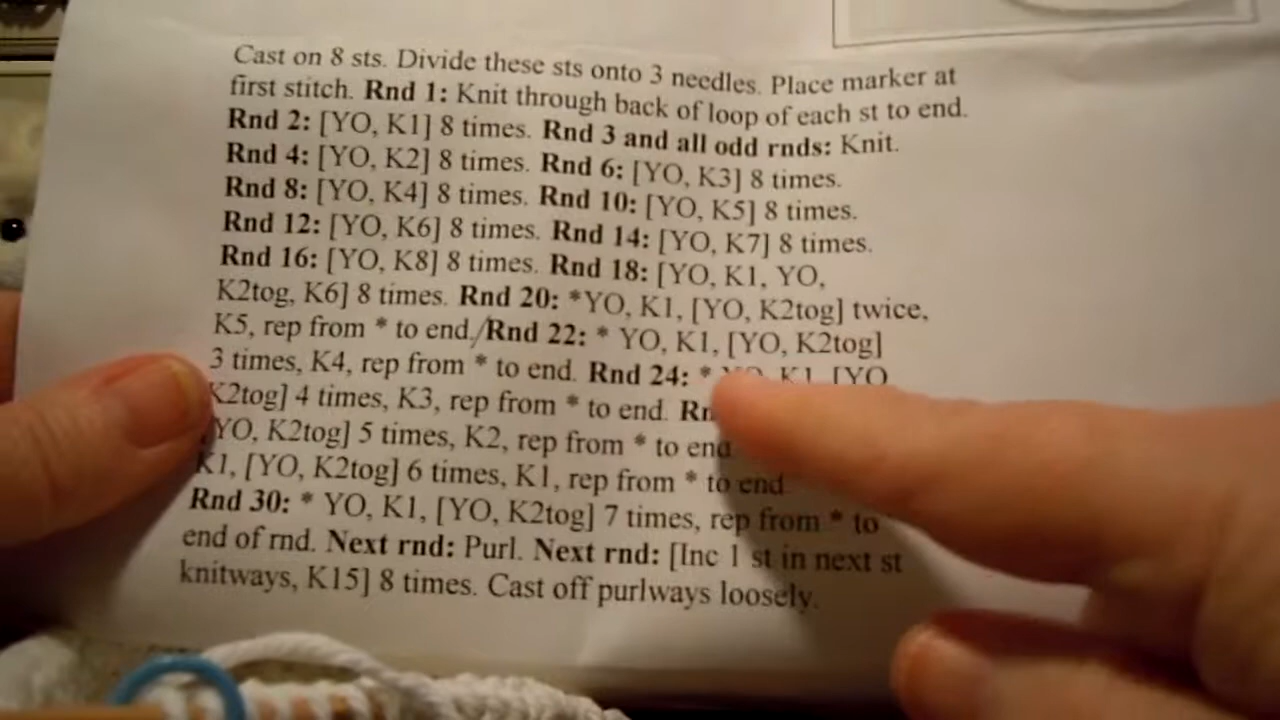 Cast on 8 sts. Divide these sts onto 3 needles. Place marker at
first stitch. Rnd 1: Knit through back of loop of each st to end.
Rnd 2: [YO, K1] 8 times. Rnd 3 and all odd rnds: Knit.
Rnd 4: [YO, K2] 8 times. Rnd 6: [YO, K3] 8 times.
Rnd 8: [YO, K4] 8 times. Rnd 10: [YO, K5] 8 times.
Rnd 12: [YO, K6] 8 times. Rnd 14: [YO, K7] 8 times.
Rnd 16: [YO, K8] 8 times. Rnd 18: [YO, K1, YO,
K2tog, K6] 8 times. Rnd 20: *YO, K1, [YO, K2tog] twice,
K5, rep from * to end./Rnd 22: * YO, K1, [YO, K2tog]
3 times, K4, rep from * to end. Rnd 24: * YO, K1, [YO
K2tog] 4 times, K3, rep from * to end.
[YO, K2tog] 5 times, K2, rep from * to end
K1, [YO, K2tog] 6 times, K1, rep from * to end
Rnd 30: * YO, K1, [YO, K2tog] 7 times, rep from * to
end of rnd. Next rnd: Purl. Next rnd: [Inc 1 st in next st
knitways, K15] 8 times. Cast off purlways loosely.